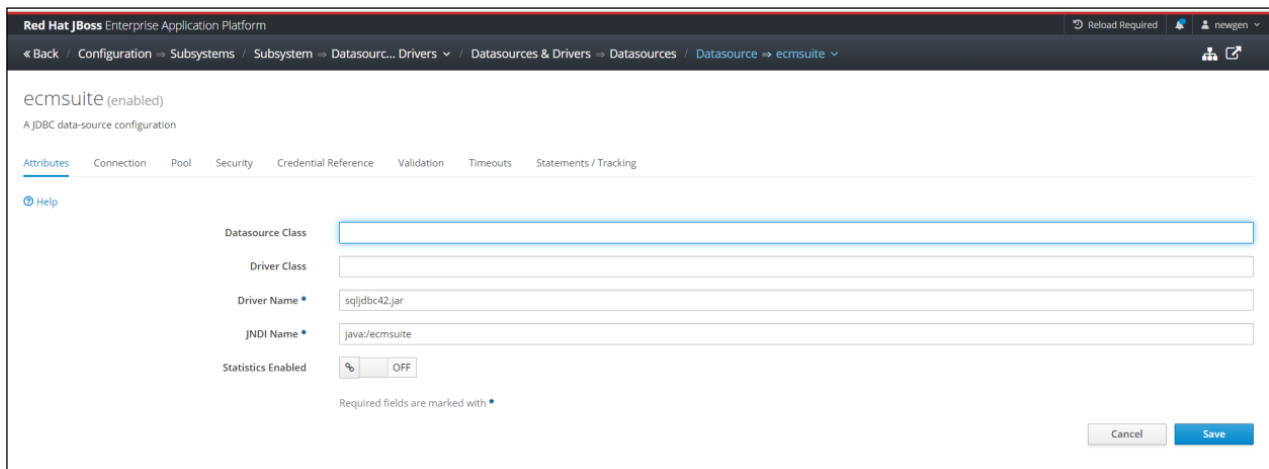 Red Hat JBoss Enterprise Application Platform Reload Required newgen
« Back / Configuration ⇒ Subsystems / Subsystem ⇒ Datasourc... Drivers / Datasources & Drivers ⇒ Datasources / Datasource ⇒ ecmsuite
ecmsuite (enabled)
A JDBC data-source configuration
Attributes Connection Pool Security Credential Reference Validation Timeouts Statements / Tracking
Help
Datasource Class
Driver Class
Driver Name * sqljdbc42.jar
JNDI Name * java:/ecmsuite
Statistics Enabled OFF
Required fields are marked with *
Cancel Save